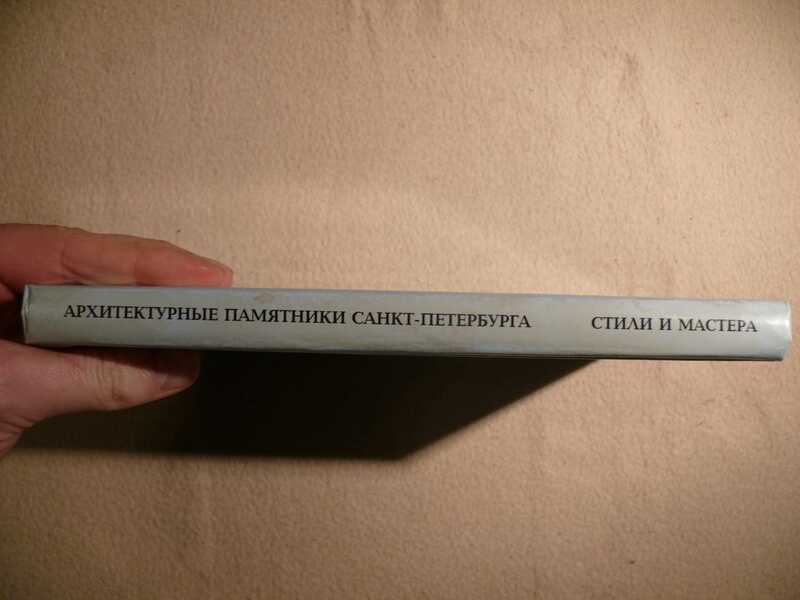 АРХИТЕКТУРНЫЕ ПАМЯТНИКИ САНКТ-ПЕТЕРБУРГА СТИЛИ И МАСТЕРА